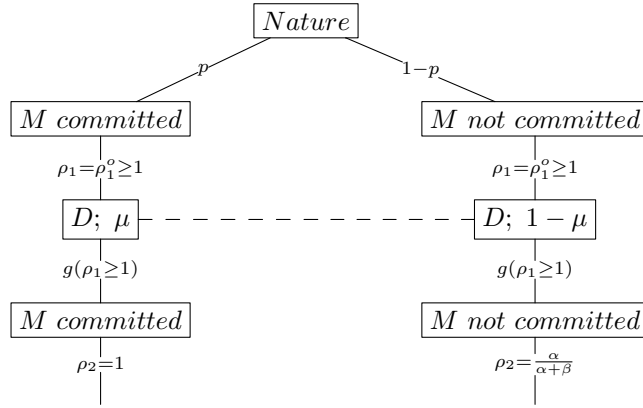 Nature
p 1−p
M committed M not committed
ρ₁=ρ₁ᵒ≥1 ρ₁=ρ₁ᵒ≥1
D; μ D; 1 − μ
g(ρ₁≥1) g(ρ₁≥1)
M committed M not committed
ρ₂=1 ρ₂=α/(α+β)